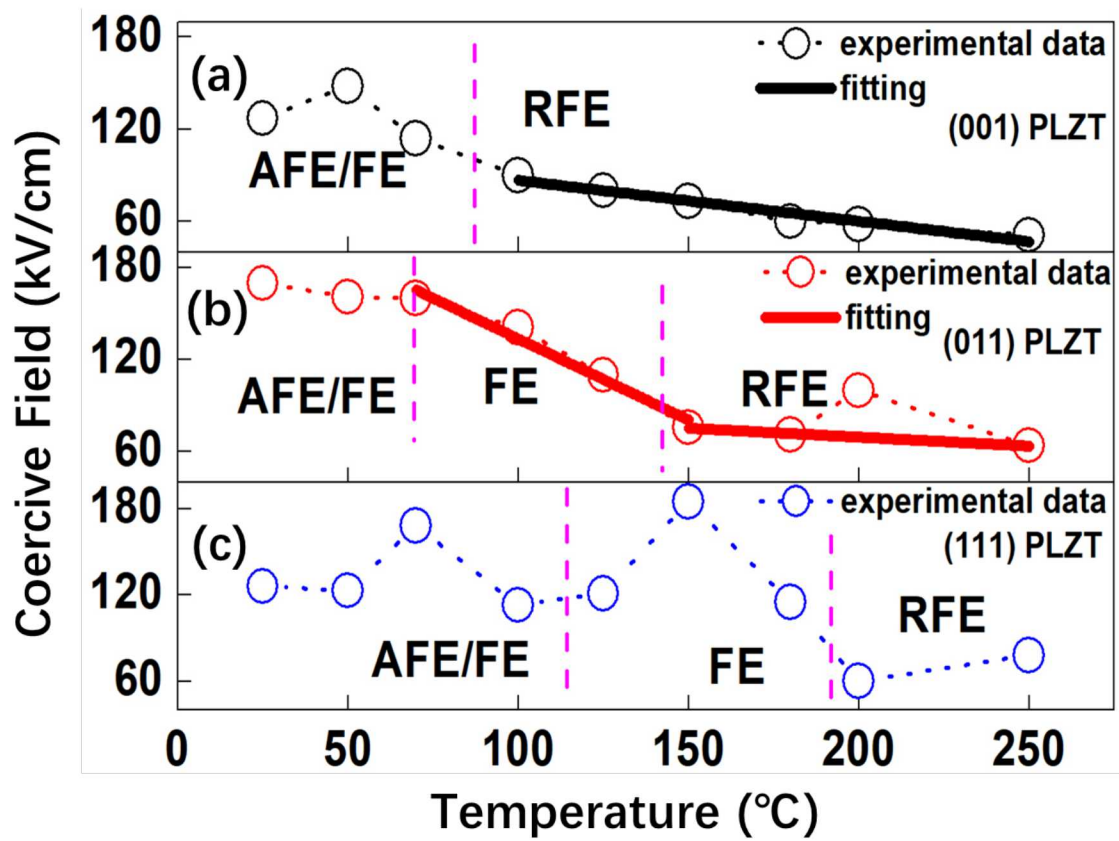 Coercive Field (kV/cm)
180
120
60
(a)
AFE/FE
RFE
experimental data
fitting
(001) PLZT
180
120
60
(b)
AFE/FE
FE
RFE
experimental data
fitting
(011) PLZT
180
120
60
(c)
AFE/FE
FE
RFE
experimental data
(111) PLZT
0 50 100 150 200 250
Temperature (℃)